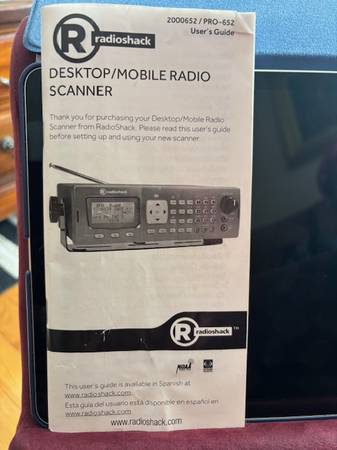 2000652 / PRO-652
User's Guide
R radioshack
DESKTOP/MOBILE RADIO
SCANNER
Thank you for purchasing your Desktop/Mobile Radio
Scanner from RadioShack. Please read this user's guide
before setting up and using your new scanner.
radioshack
R radioshack™
NOAA
This user's guide is available in Spanish at
www.radioshack.com.
Esta guía del usuario está disponible en español en
www.radioshack.com
www.radioshack.com